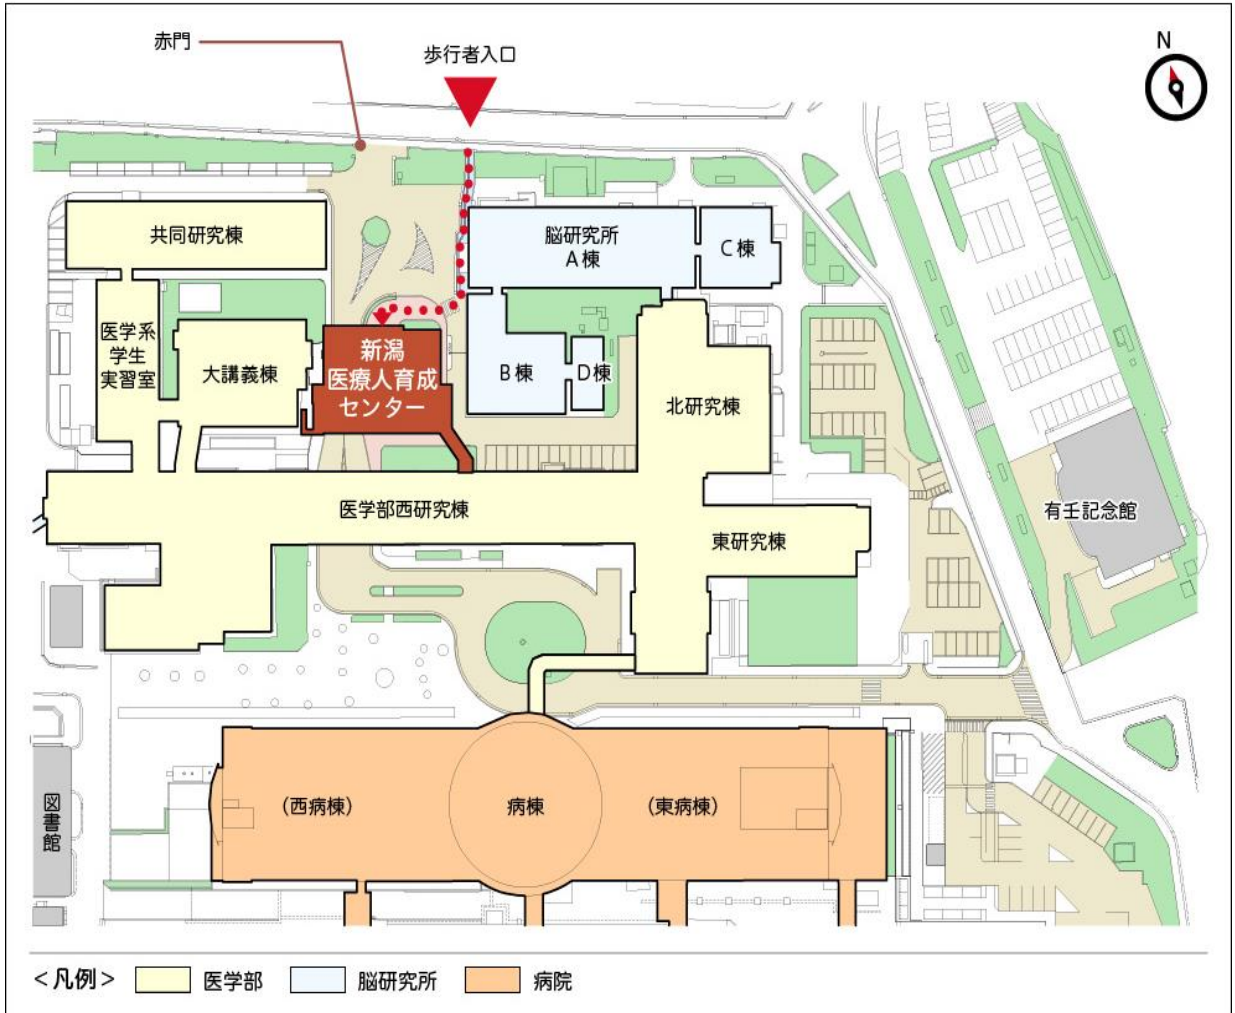 赤門
歩行者入口
N
共同研究棟
脳研究所
A棟
C棟
医学系
学生
実習室
大講義棟
新潟
医療人育成
センター
B棟
D棟
北研究棟
医学部西研究棟
東研究棟
有壬記念館
(西病棟)
病棟
(東病棟)
図書館
<凡例>
医学部
脳研究所
病院